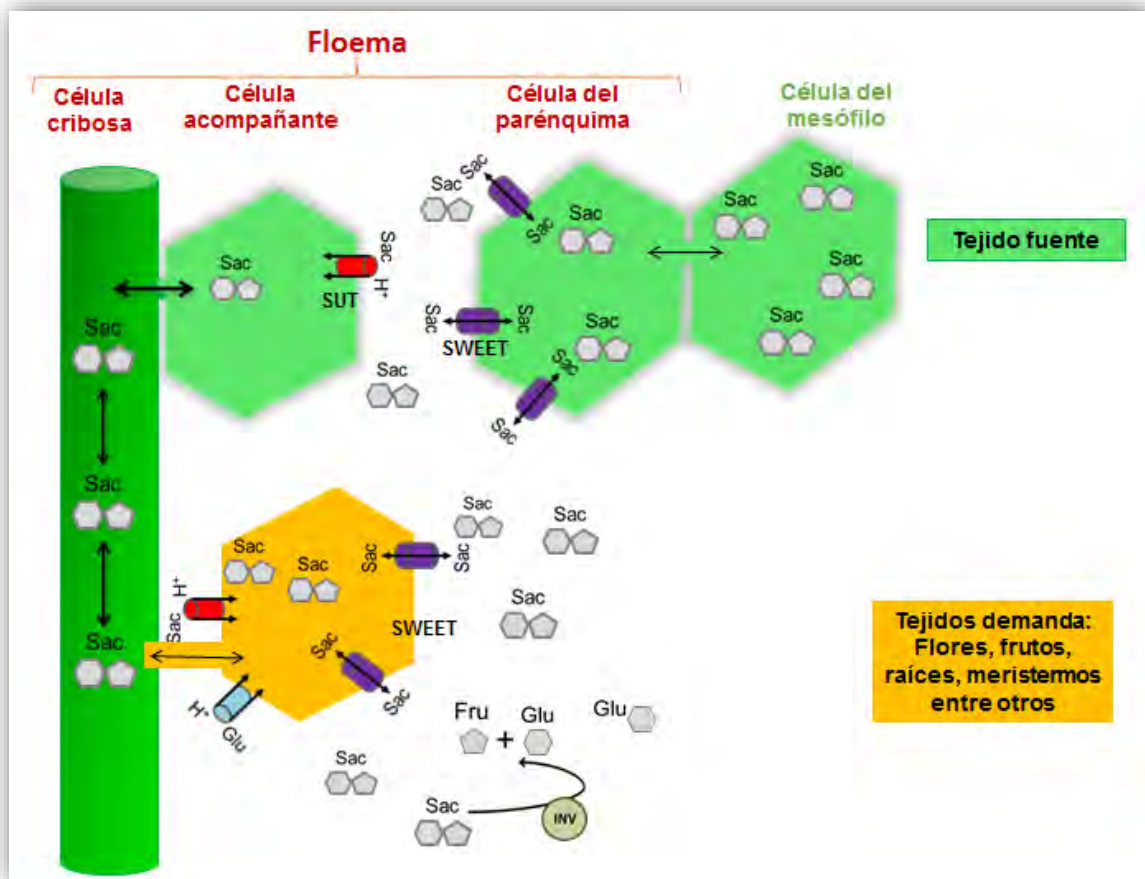 Floema
Célula cribosa
Célula acompañante
Célula del parénquima
Célula del mesófilo
Sac
Sac
Sac
Sac
Sac
Sac
Sac
Sac
Sac
Sac
H⁺
SUT
Sac
Sac
Sac
SWEET
Sac
Sac
Sac
Sac
Sac
Tejido fuente
Sac
Sac
Sac
Sac
Sac
Sac
Sac
Sac
Sac
Sac
H⁺
Sac
SWEET
Sac
Sac
H⁺
Glu
Fru + Glu
Glu
Sac
Sac
INV
Tejidos demanda:
Flores, frutos,
raíces, meristermos
entre otros